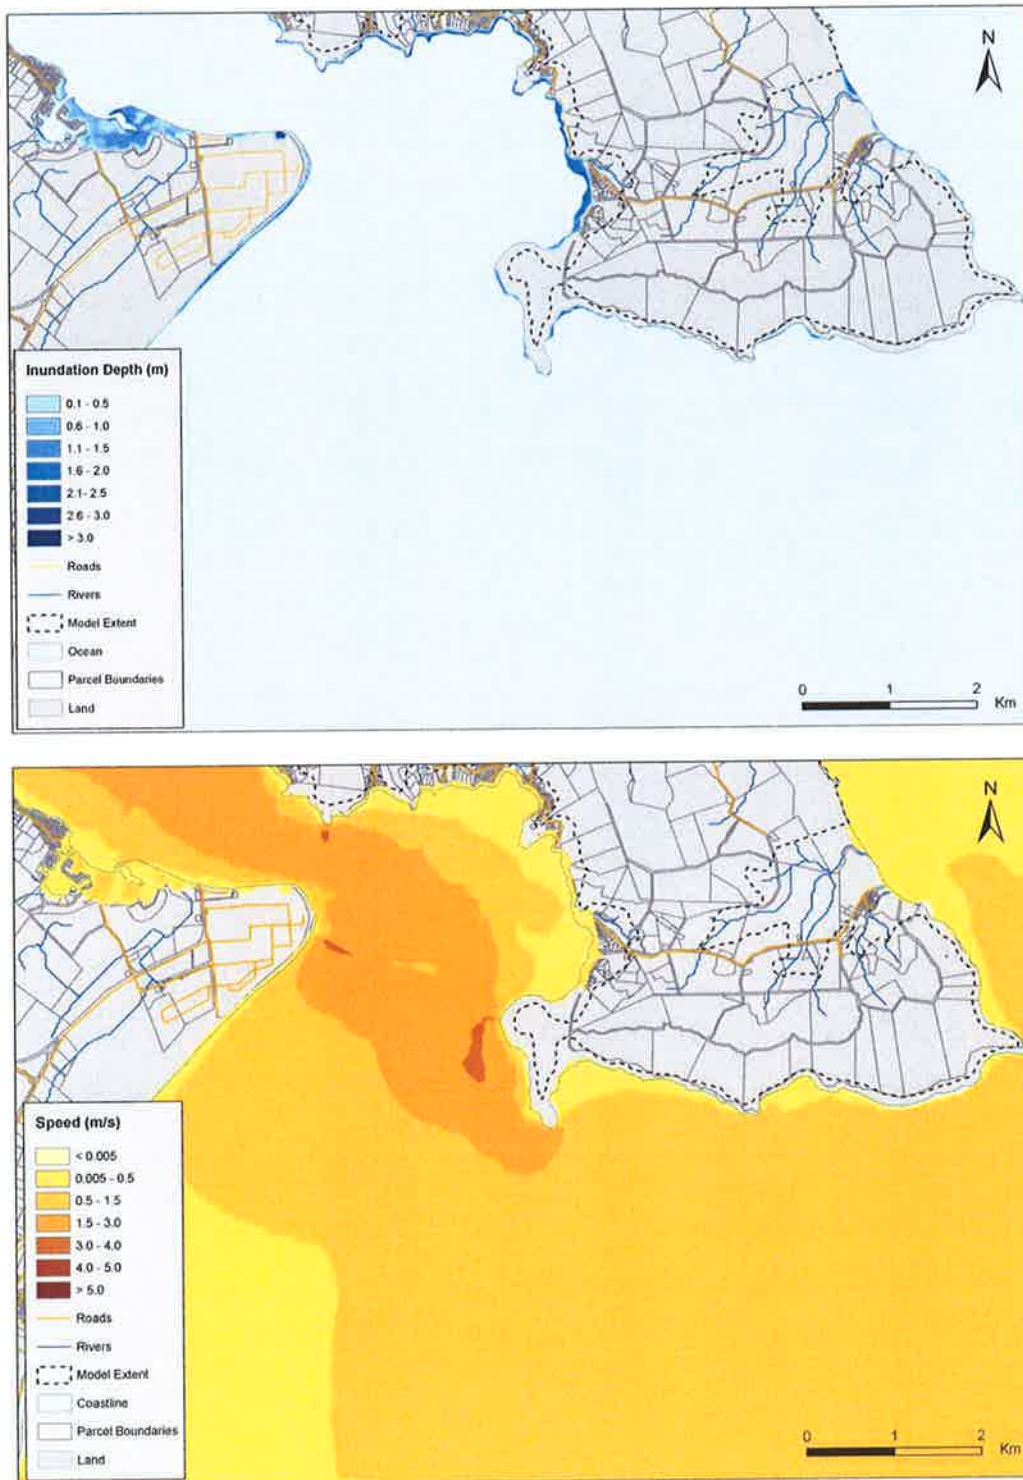 N
Inundation Depth (m)
0.1 - 0.5
0.6 - 1.0
1.1 - 1.5
1.6 - 2.0
2.1 - 2.5
2.6 - 3.0
> 3.0
Roads
Rivers
Model Extent
Ocean
Parcel Boundaries
Land
0 1 2
Km
N
Speed (m/s)
< 0.005
0.005 - 0.5
0.5 - 1.5
1.5 - 3.0
3.0 - 4.0
4.0 - 5.0
> 5.0
Roads
Rivers
Model Extent
Coastline
Parcel Boundaries
Land
0 1 2
Km